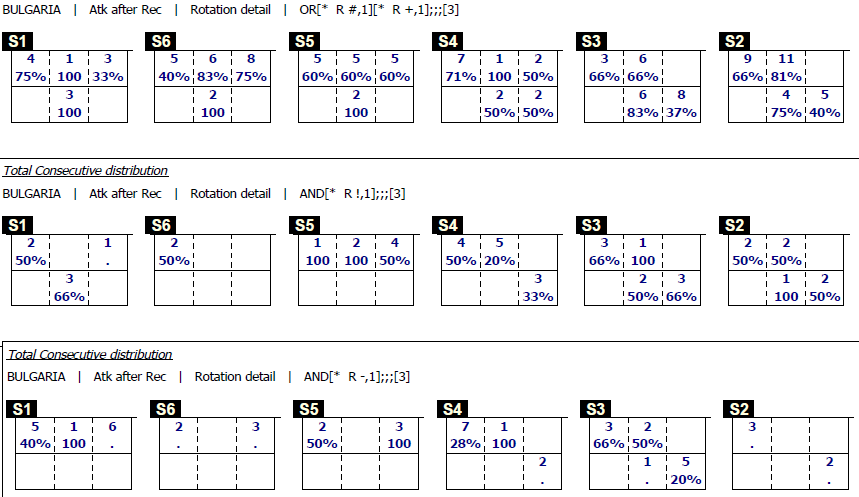 BULGARIA | Atk after Rec | Rotation detail | OR[* R #,1][* R +,1];;;[3]
S1 S6 S5 S4 S3 S2
4 1 3 5 6 8 5 5 5 7 1 2 3 6 9 11
75% 100 33% 40% 83% 75% 60% 60% 60% 71% 100 50% 66% 66% 66% 81%
3 2 2 2 2 6 8 4 5
100 100 100 50% 50% 83% 37% 75% 40%
Total Consecutive distribution
BULGARIA | Atk after Rec | Rotation detail | AND[* R !,1];;;[3]
S1 S6 S5 S4 S3 S2
2 1 2 1 2 4 4 5 3 1 2 2
50% . 50% 100 100 50% 50% 20% 66% 100 50% 50%
3 3 2 3 1 2
66% 33% 50% 66% 100 50%
Total Consecutive distribution
BULGARIA | Atk after Rec | Rotation detail | AND[* R -,1];;;[3]
S1 S6 S5 S4 S3 S2
5 1 6 2 3 2 3 7 1 3 2 3
40% 100 . . . 50% 100 28% 100 66% 50% .
2 1 5 2
. . 20% .